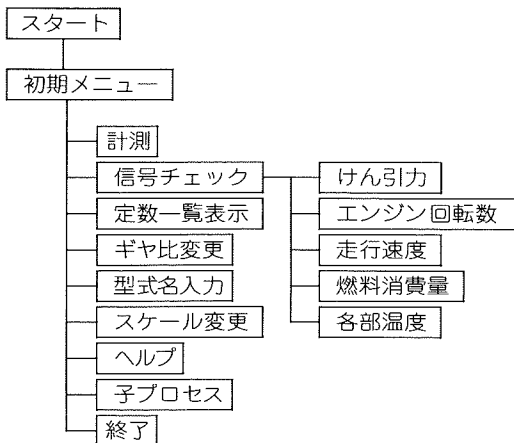 スタート
初期メニュー
計測
信号チェック
けん引力
定数一覧表示
エンジン回転数
ギヤ比変更
走行速度
型式名入力
燃料消費量
スケール変更
各部温度
ヘルプ
子プロセス
終了